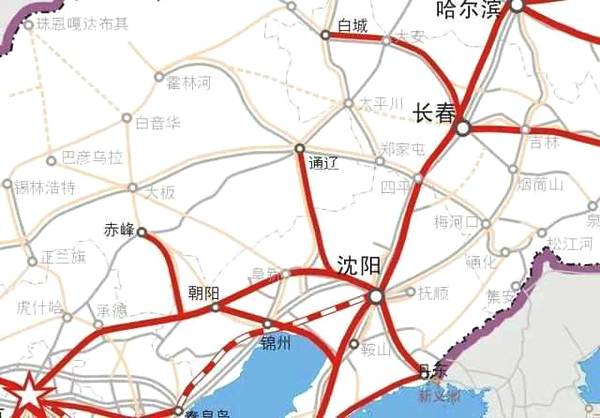 哈尔滨
珠恩嘎达布其
白城
大安
霍林河
太平川
长春
白音华
吉林
郑家屯
巴彦乌拉
通辽
四平
烟筒山
锡林浩特
大板
梅河口
赤峰
松江河
正兰旗
沈阳
通化
阜新
朝阳
抚顺
集安
虎什哈
承德
锦州
鞍山
丹东
新义州
秦皇岛